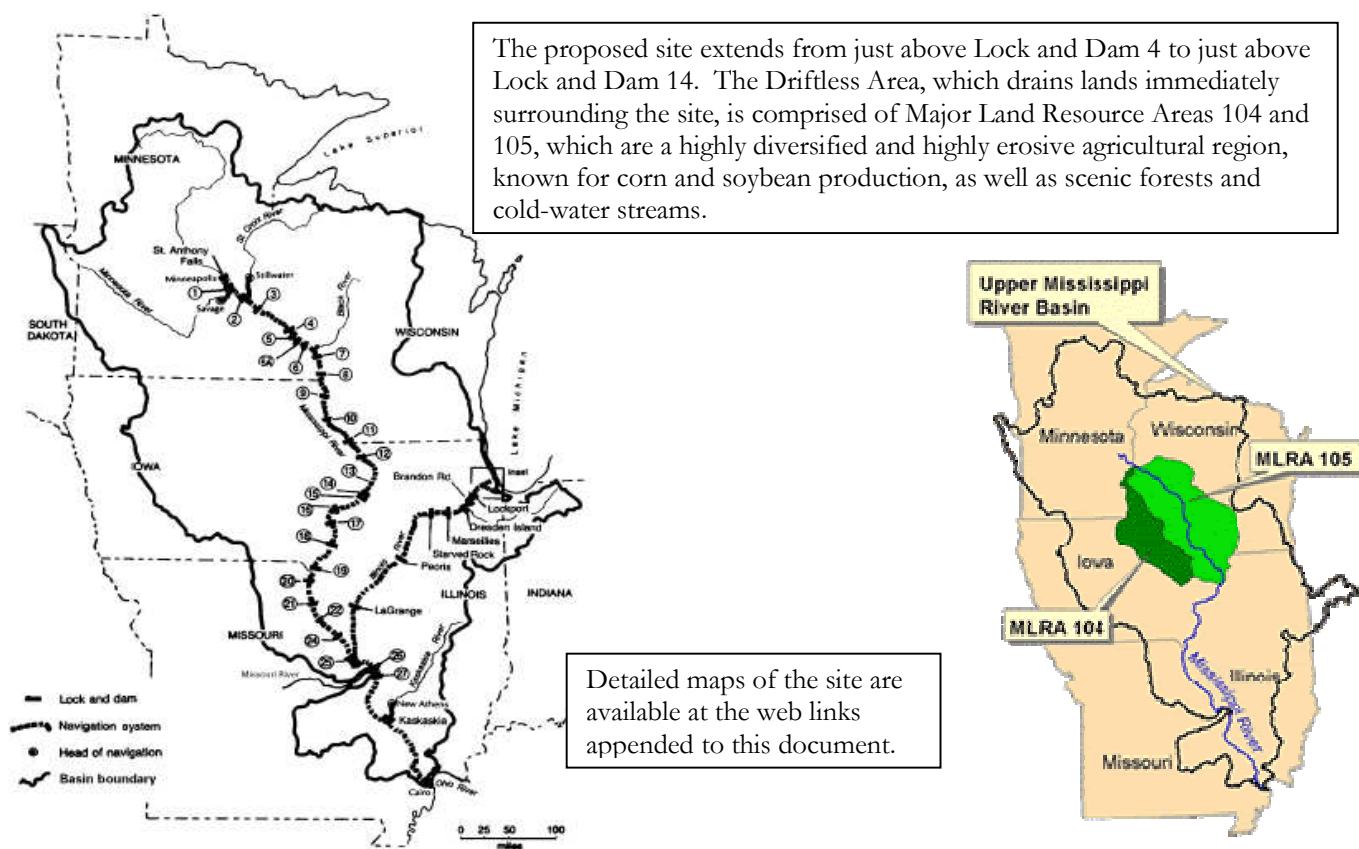 The proposed site extends from just above Lock and Dam 4 to just above
Lock and Dam 14. The Driftless Area, which drains lands immediately
surrounding the site, is comprised of Major Land Resource Areas 104 and
105, which are a highly diversified and highly erosive agricultural region,
known for corn and soybean production, as well as scenic forests and
cold-water streams.
Lake Superior
MINNESOTA
St. Croix River
St. Anthony
Falls
Minneapolis
Stillwater
Minnesota River
Black River
1
Savage
2
3
4
5
5A
6
7
8
SOUTH
DAKOTA
WISCONSIN
Lake Michigan
9
10
Mississippi River
11
12
13
14
15
16
17
18
19
20
21
22
24
25
26
27
IOWA
Inset
Brandon Rd.
Lockport
Dresden Island
Marseilles
Starved Rock
Peoria
Illinois River
ILLINOIS
INDIANA
LaGrange
MISSOURI
Missouri River
Kaskaskia River
New Athens
Kaskaskia
Cairo
Ohio River
Lock and dam
Navigation system
Head of navigation
Basin boundary
0 25 50 100
miles
Detailed maps of the site are
available at the web links
appended to this document.
Upper Mississippi
River Basin
Minnesota
Wisconsin
MLRA 105
Iowa
MLRA 104
Mississippi River
Illinois
Missouri